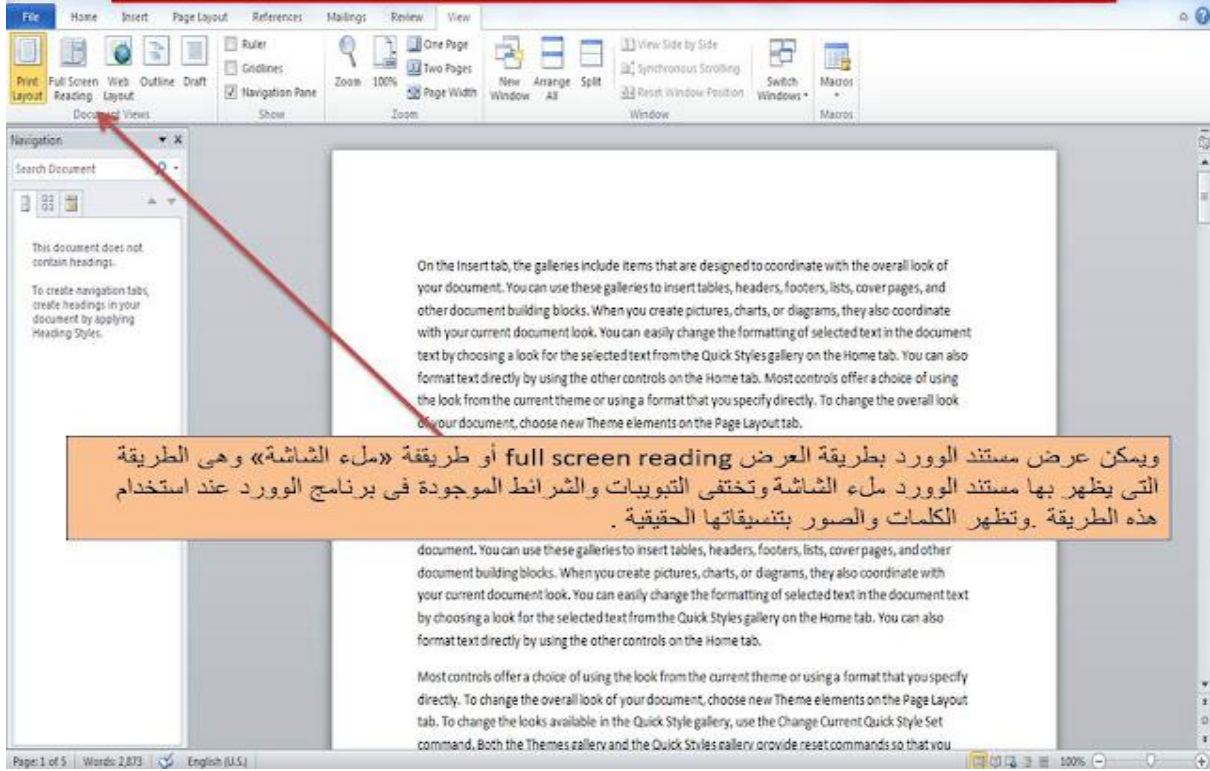 File Home Insert Page Layout References Mailings Review View
Print Layout Full Screen Reading Web Layout Outline Draft
Document Views
Ruler
Gridlines
Navigation Pane
Show
Zoom 100% One Page
Two Pages
Page Width
Zoom
New Window Arrange All Split
View Side by Side
Synchronous Scrolling
Reset Window Position
Switch Windows
Window
Macros
Macros
Navigation
Search Document
This document does not
contain headings.
To create navigation tabs,
create headings in your
document by applying
Heading Styles.
On the Insert tab, the galleries include items that are designed to coordinate with the overall look of
your document. You can use these galleries to insert tables, headers, footers, lists, cover pages, and
other document building blocks. When you create pictures, charts, or diagrams, they also coordinate
with your current document look. You can easily change the formatting of selected text in the document
text by choosing a look for the selected text from the Quick Styles gallery on the Home tab. You can also
format text directly by using the other controls on the Home tab. Most controls offer a choice of using
the look from the current theme or using a format that you specify directly. To change the overall look
of your document, choose new Theme elements on the Page Layout tab.
ويمكن عرض مستند الوورد بطريقة العرض full screen reading أو طريقفة «ملء الشاشة» وهى الطريقة
التى يظهر بها مستند الوورد ملء الشاشة وتختفى التبويبات والشرائط الموجودة فى برنامج الوورد عند استخدام
هذه الطريقة .وتظهر الكلمات والصور بتنسيقاتها الحقيقية .
document. You can use these galleries to insert tables, headers, footers, lists, cover pages, and other
document building blocks. When you create pictures, charts, or diagrams, they also coordinate with
your current document look. You can easily change the formatting of selected text in the document text
by choosing a look for the selected text from the Quick Styles gallery on the Home tab. You can also
format text directly by using the other controls on the Home tab.
Most controls offer a choice of using the look from the current theme or using a format that you specify
directly. To change the overall look of your document, choose new Theme elements on the Page Layout
tab. To change the looks available in the Quick Style gallery, use the Change Current Quick Style Set
command. Both the Themes gallery and the Quick Styles gallery provide reset commands so that you
Page: 1 of 5 Words: 2,873 English (U.S.) 100%